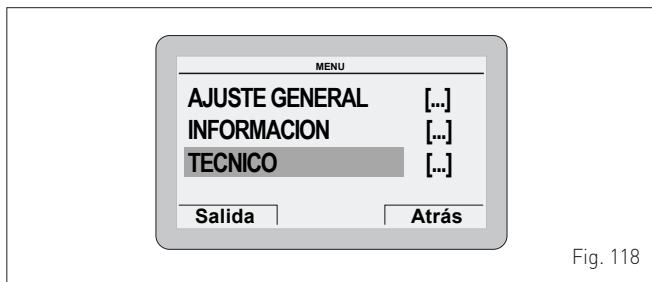 MENU
AJUSTE GENERAL [...]
INFORMACION [...]
TECNICO [...]
Salida Atrás
Fig. 118